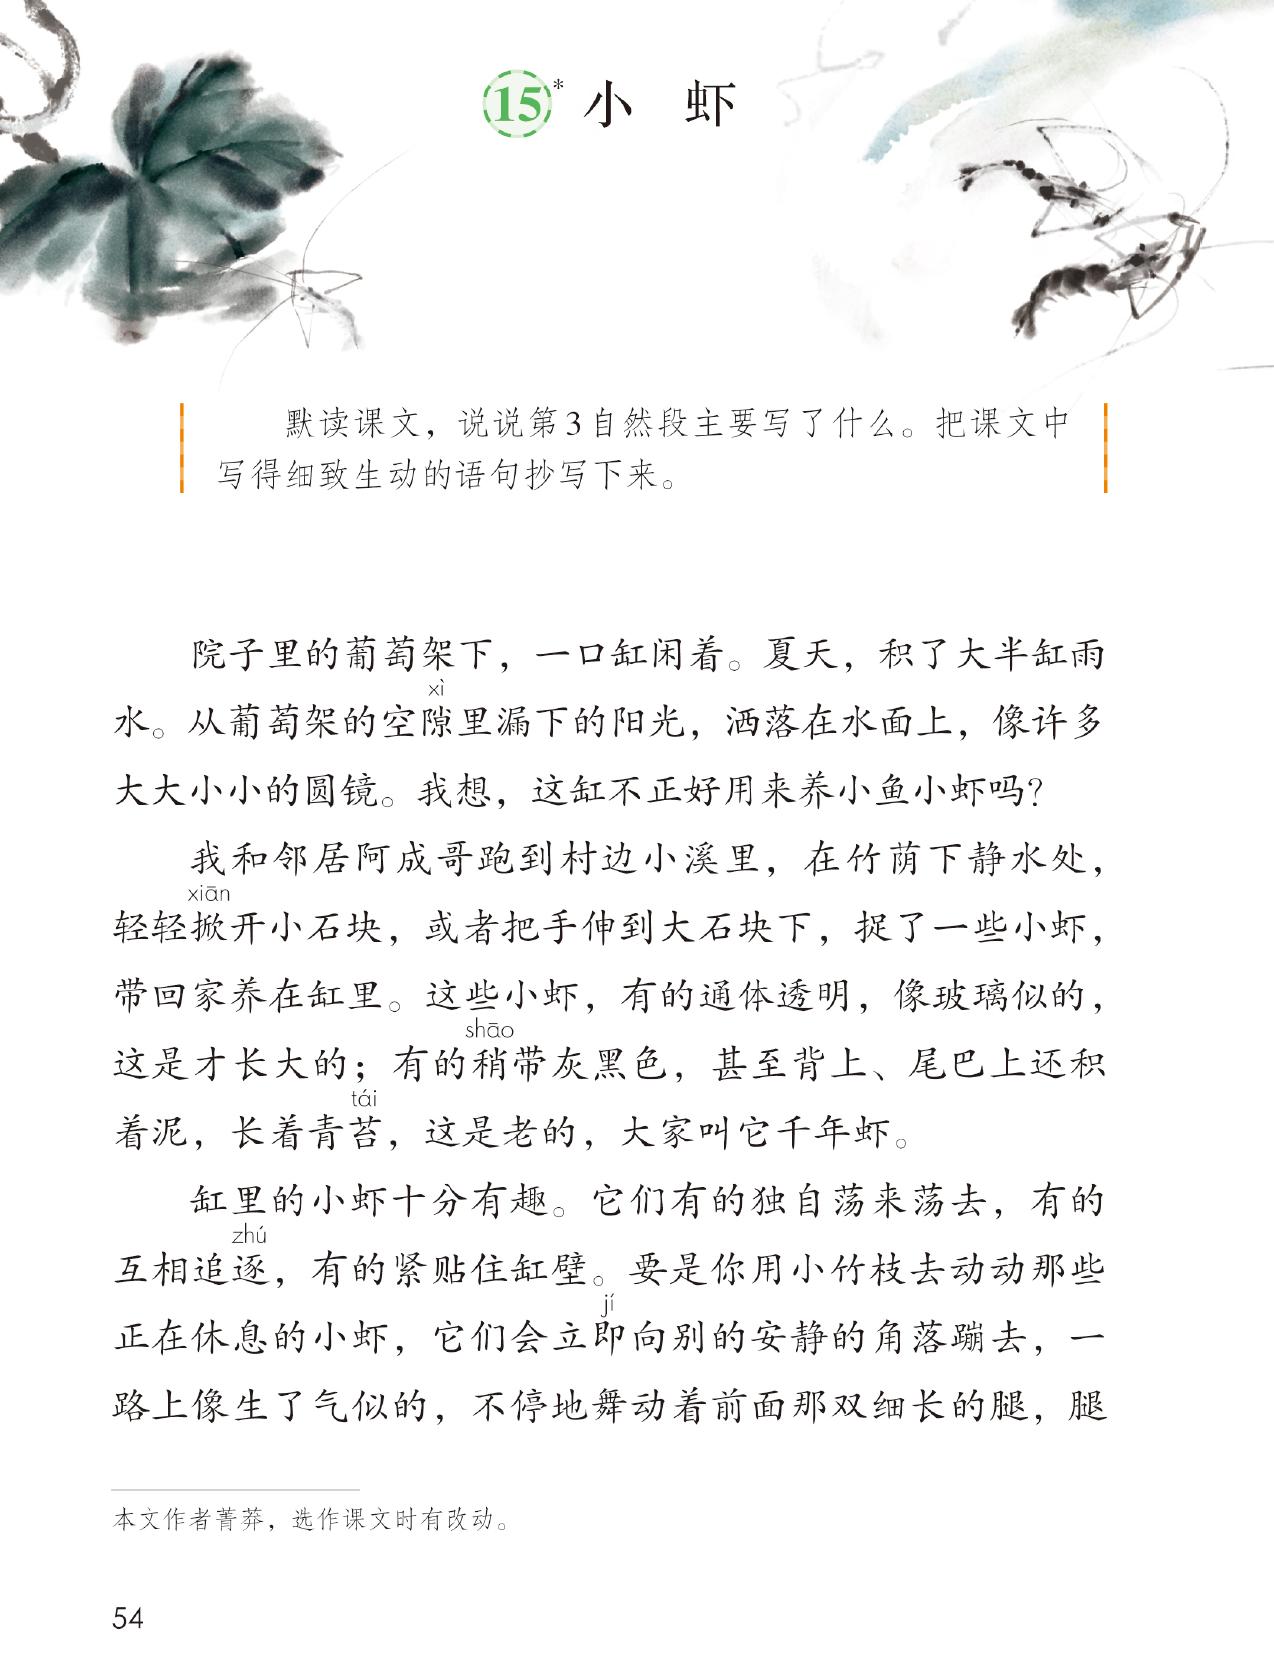 15* 小 虾
默读课文，说说第3自然段主要写了什么。把课文中
写得细致生动的语句抄写下来。
院子里的葡萄架下，一口缸闲着。夏天，积了大半缸雨
xì
水。从葡萄架的空隙里漏下的阳光，洒落在水面上，像许多
大大小小的圆镜。我想，这缸不正好用来养小鱼小虾吗？
我和邻居阿成哥跑到村边小溪里，在竹荫下静水处，
xiān
轻轻掀开小石块，或者把手伸到大石块下，捉了一些小虾，
带回家养在缸里。这些小虾，有的通体透明，像玻璃似的，
shāo
这是才长大的；有的稍带灰黑色，甚至背上、尾巴上还积
tái
着泥，长着青苔，这是老的，大家叫它千年虾。
缸里的小虾十分有趣。它们有的独自荡来荡去，有的
zhú
互相追逐，有的紧贴住缸壁。要是你用小竹枝去动动那些
jí
正在休息的小虾，它们会立即向别的安静的角落蹦去，一
路上像生了气似的，不停地舞动着前面那双细长的腿，腿
本文作者菁莽，选作课文时有改动。
54